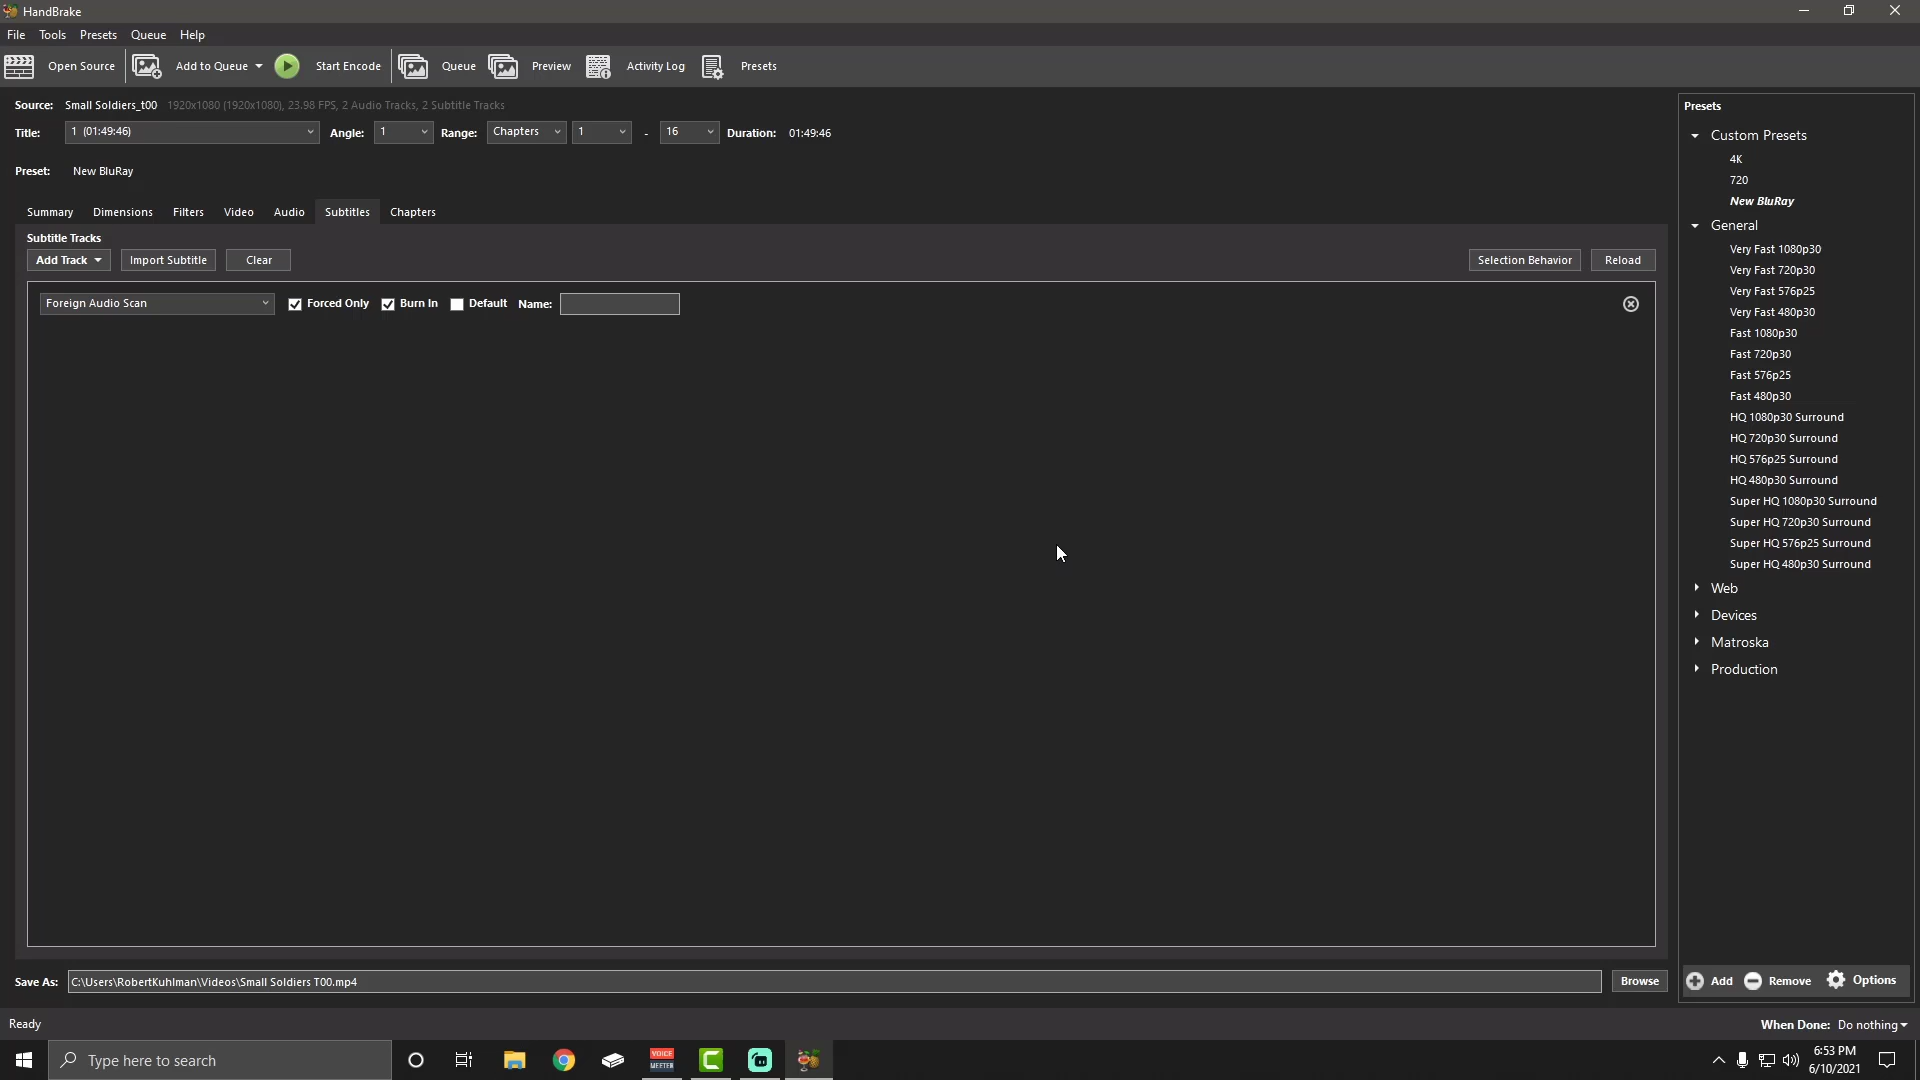 HandBrake
File Tools Presets Queue Help
Open Source Add to Queue Start Encode Queue Preview Activity Log Presets
Source: Small Soldiers_t00 1920x1080 (1920x1080), 23.98 FPS, 2 Audio Tracks, 2 Subtitle Tracks
Title: 1 (01:49:46) Angle: 1 Range: Chapters 1 - 16 Duration: 01:49:46
Preset: New BluRay
Summary Dimensions Filters Video Audio Subtitles Chapters
Subtitle Tracks
Add Track Import Subtitle Clear Selection Behavior Reload
Foreign Audio Scan Forced Only Burn In Default Name:
Presets
Custom Presets
4K
720
New BluRay
General
Very Fast 1080p30
Very Fast 720p30
Very Fast 576p25
Very Fast 480p30
Fast 1080p30
Fast 720p30
Fast 576p25
Fast 480p30
HQ 1080p30 Surround
HQ 720p30 Surround
HQ 576p25 Surround
HQ 480p30 Surround
Super HQ 1080p30 Surround
Super HQ 720p30 Surround
Super HQ 576p25 Surround
Super HQ 480p30 Surround
Web
Devices
Matroska
Production
Add Remove Options
Save As: C:\Users\RobertKuhlman\Videos\Small Soldiers T00.mp4 Browse
Ready When Done: Do nothing
Type here to search
VOICE
MEETER
6:53 PM
6/10/2021